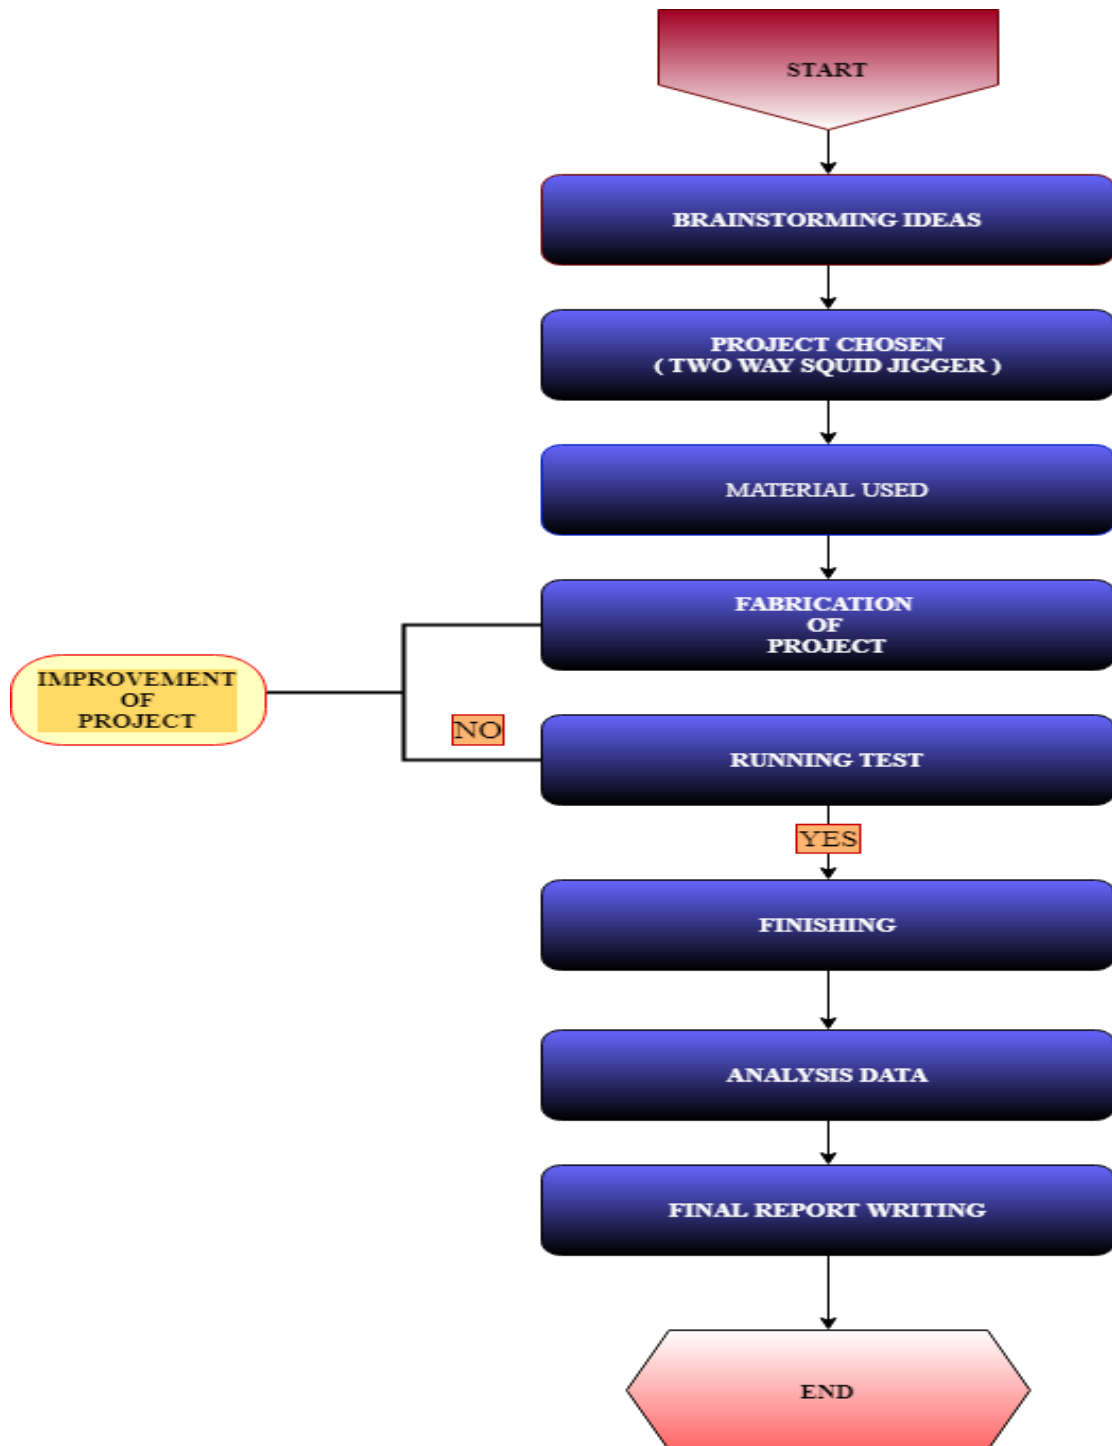 START
BRAINSTORMING IDEAS
PROJECT CHOSEN
( TWO WAY SQUID JIGGER )
MATERIAL USED
FABRICATION
OF
PROJECT
IMPROVEMENT
OF
PROJECT
NO
RUNNING TEST
YES
FINISHING
ANALYSIS DATA
FINAL REPORT WRITING
END